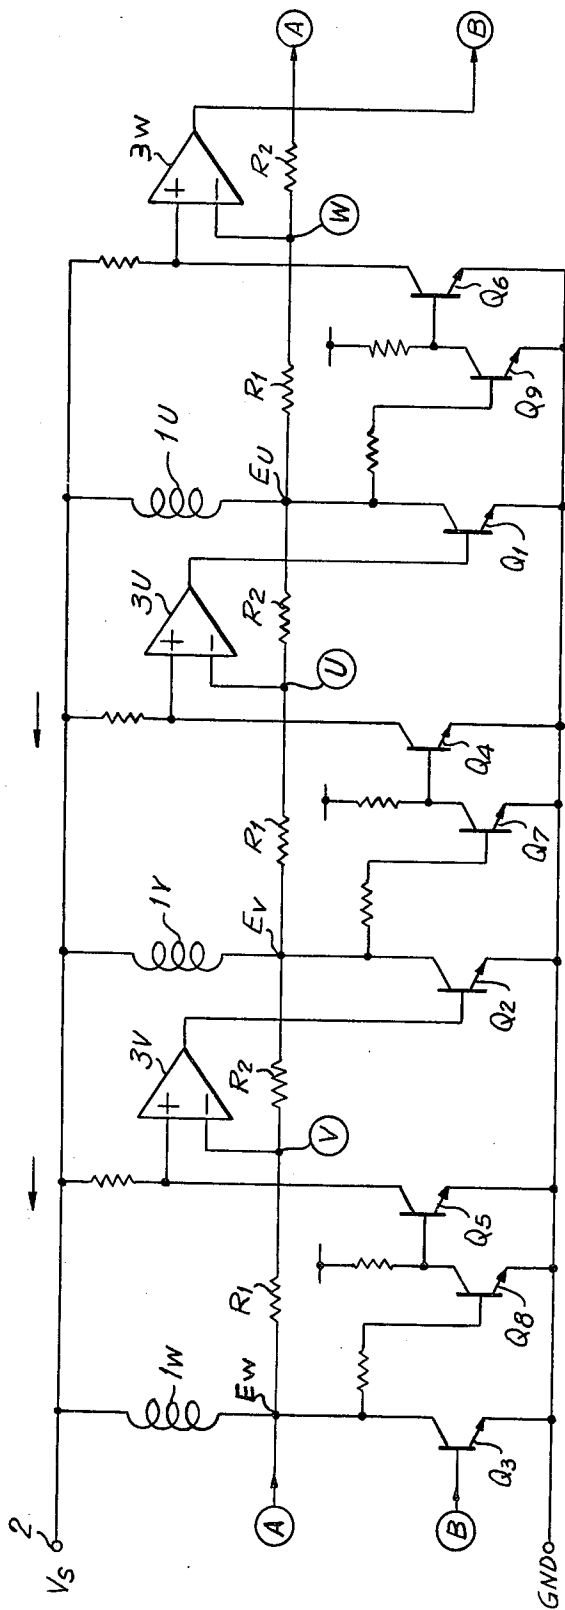 2
Vs
GND
A
B
1W
EW
R1
Q3
Q8
Q5
+
−
3V
V
R2
1V
EV
R1
Q2
Q7
Q4
+
−
3U
U
R2
1U
EU
R1
Q1
Q9
Q6
+
−
3W
W
R2
A
B